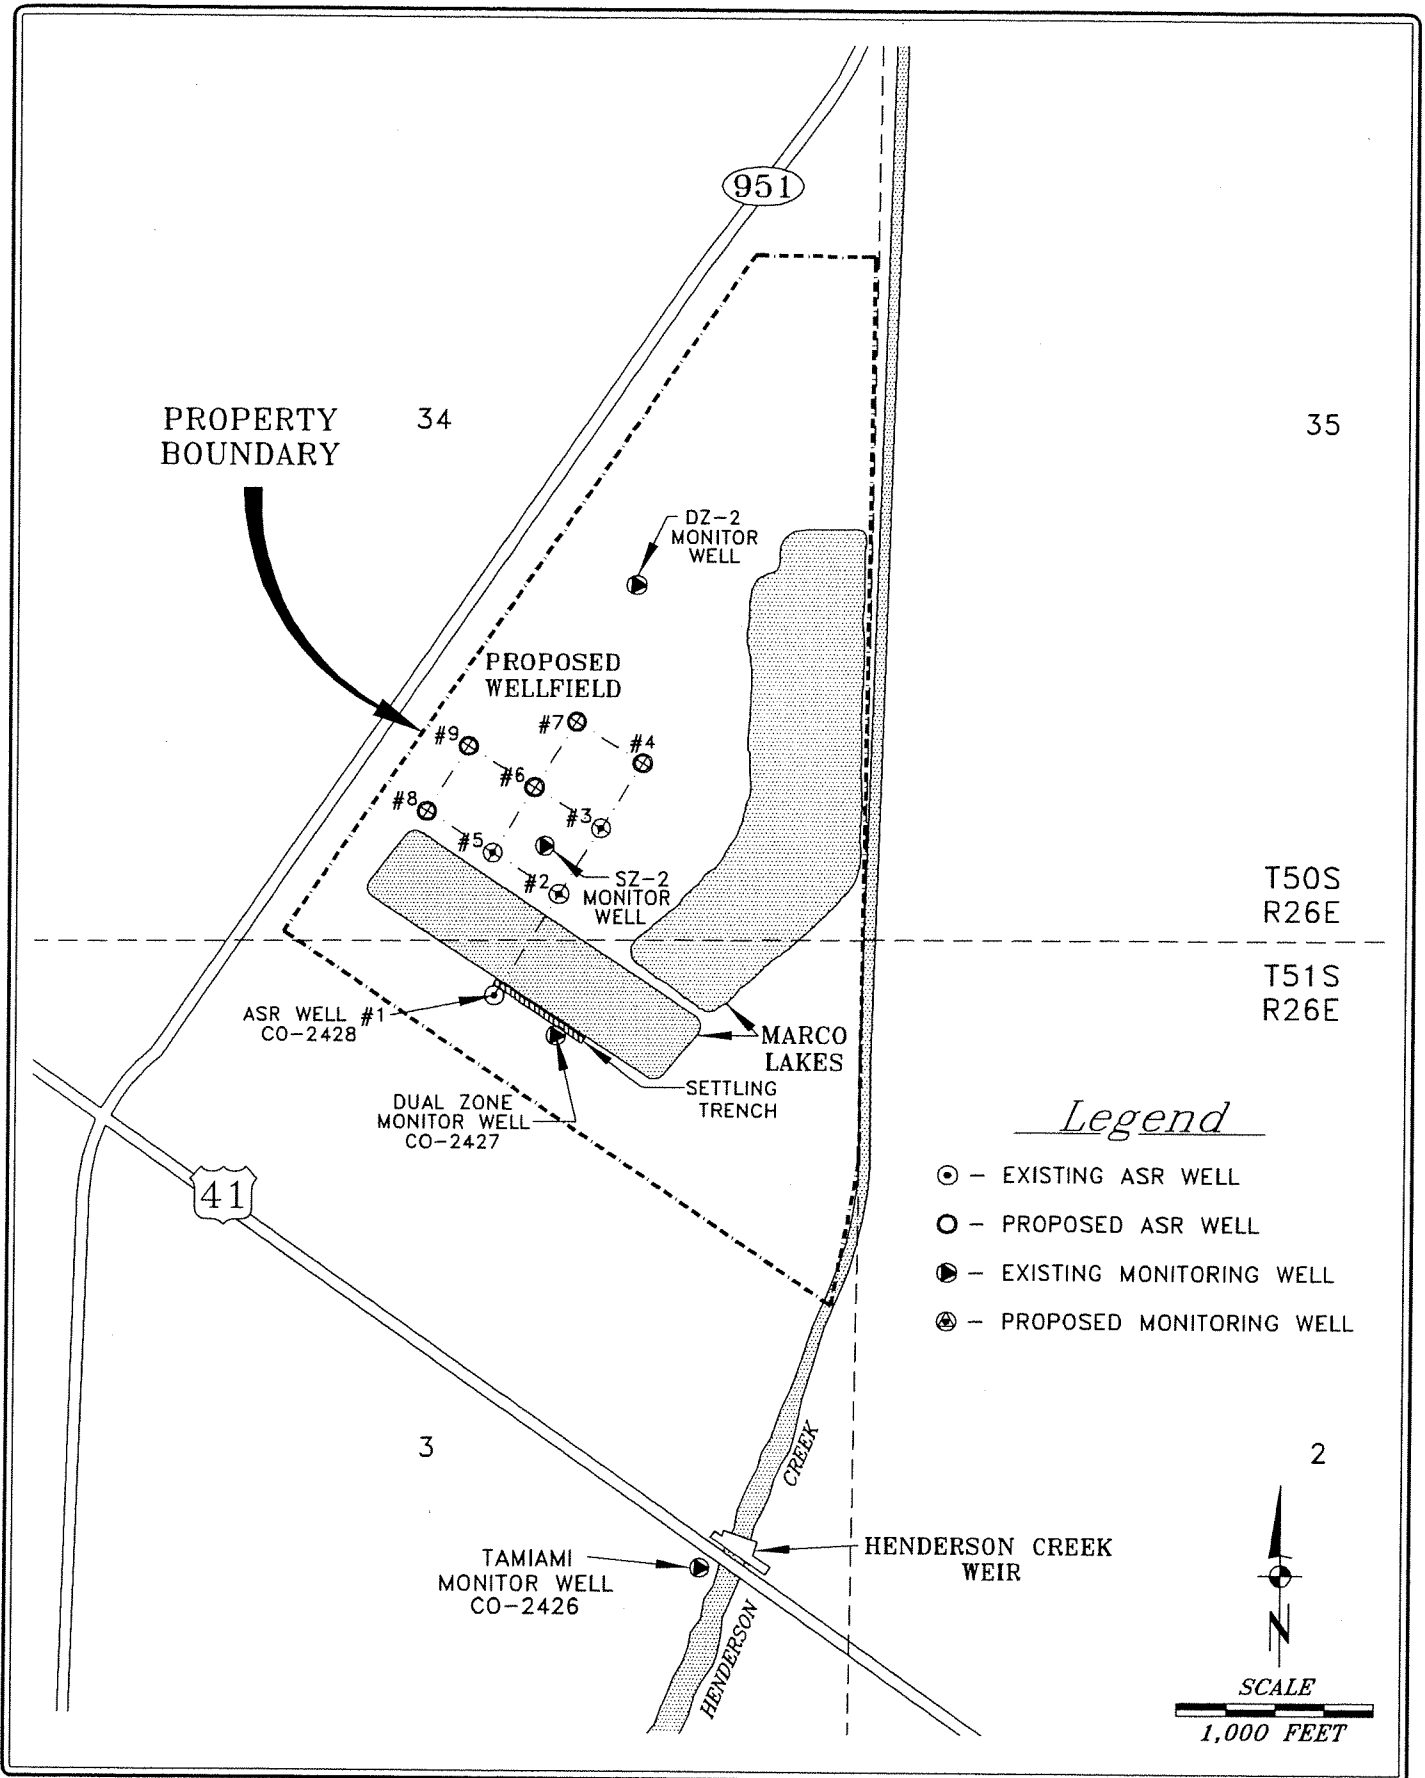 951
PROPERTY
BOUNDARY
34
35
DZ-2
MONITOR
WELL
PROPOSED
WELLFIELD
#7
#9
#4
#6
#8
#3
#5
#2
SZ-2
MONITOR
WELL
T50S
R26E
T51S
R26E
ASR WELL #1
CO-2428
MARCO
LAKES
SETTLING
TRENCH
DUAL ZONE
MONITOR WELL
CO-2427
41
Legend
- EXISTING ASR WELL
- PROPOSED ASR WELL
- EXISTING MONITORING WELL
- PROPOSED MONITORING WELL
3
2
CREEK
HENDERSON CREEK
WEIR
TAMIAMI
MONITOR WELL
CO-2426
HENDERSON
N
SCALE
1,000 FEET